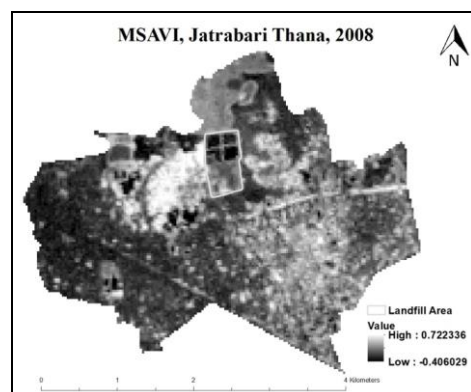 MSAVI, Jatrabari Thana, 2008
N
Landfill Area
Value
High : 0.722336
Low : -0.406029
0 1 2 4 Kilometers